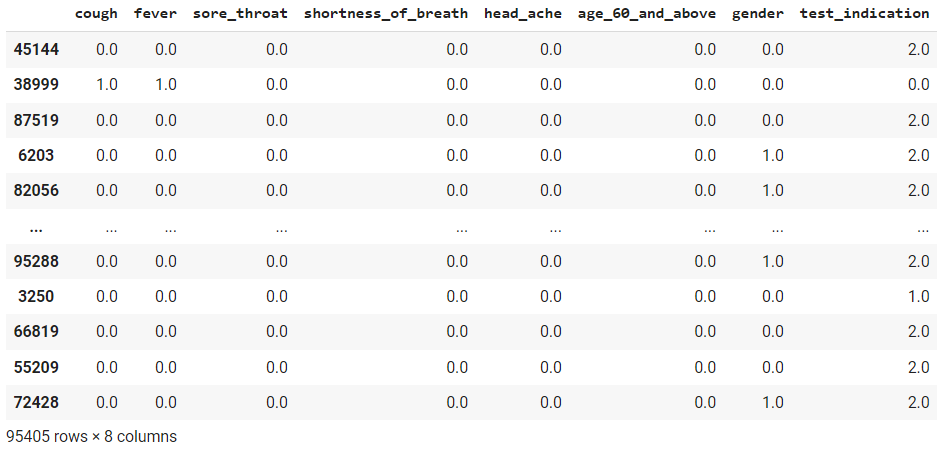 cough fever sore_throat shortness_of_breath head_ache age_60_and_above gender test_indication
45144 0.0 0.0 0.0 0.0 0.0 0.0 0.0 2.0
38999 1.0 1.0 0.0 0.0 0.0 0.0 0.0 0.0
87519 0.0 0.0 0.0 0.0 0.0 0.0 0.0 2.0
6203 0.0 0.0 0.0 0.0 0.0 0.0 1.0 2.0
82056 0.0 0.0 0.0 0.0 0.0 0.0 1.0 2.0
... ... ... ... ... ... ... ... ...
95288 0.0 0.0 0.0 0.0 0.0 0.0 1.0 2.0
3250 0.0 0.0 0.0 0.0 0.0 0.0 0.0 1.0
66819 0.0 0.0 0.0 0.0 0.0 0.0 0.0 2.0
55209 0.0 0.0 0.0 0.0 0.0 0.0 0.0 2.0
72428 0.0 0.0 0.0 0.0 0.0 0.0 1.0 2.0
95405 rows × 8 columns